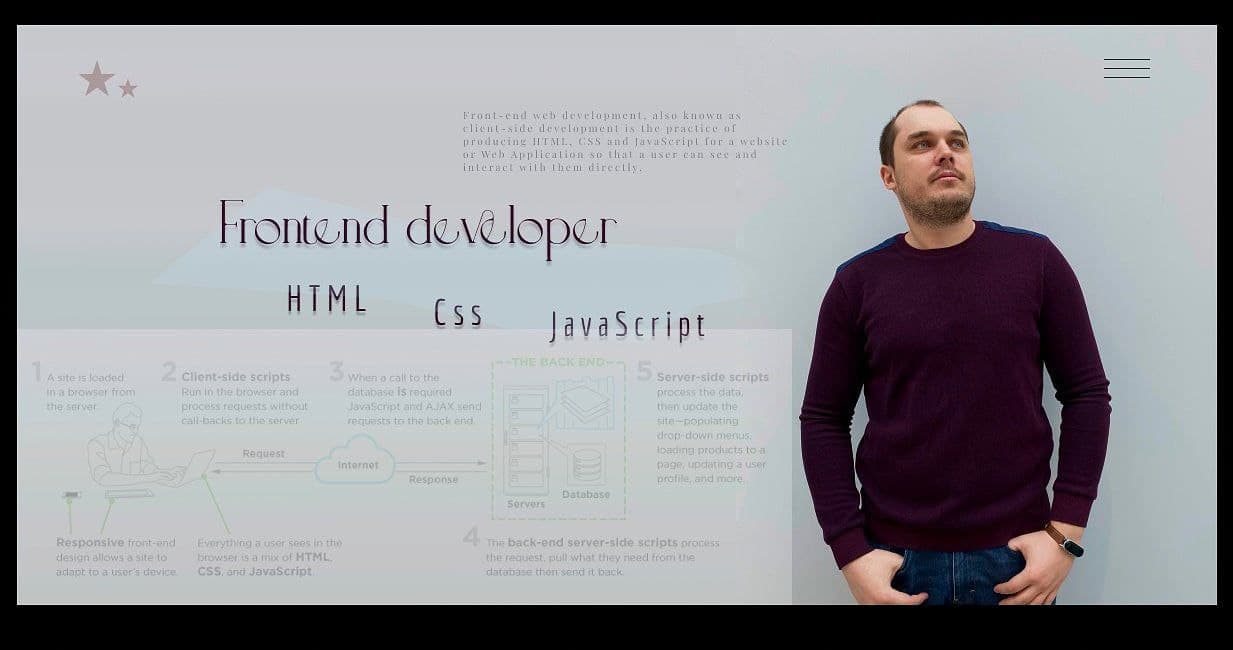 Front-end web development, also known as
client-side development is the practice of
producing HTML, CSS and JavaScript for a website
or Web Application so that a user can see and
interact with them directly.
Frontend developer
HTML
Css
JavaScript
1 A site is loaded
in a browser from
the server.
2 Client-side scripts
Run in the browser and
process requests without
call-backs to the server
3 When a call to the
database is required
JavaScript and AJAX send
requests to the back end.
THE BACK END
5 Server-side scripts
process the data,
then update the
site—populating
drop-down menus,
loading products to a
page, updating a user
profile, and more.
Request
Internet
Response
Servers
Database
Responsive front-end
design allows a site to
adapt to a user's device.
Everything a user sees in the
browser is a mix of HTML,
CSS, and JavaScript.
4 The back-end server-side scripts process
the request, pull what they need from the
database then send it back.